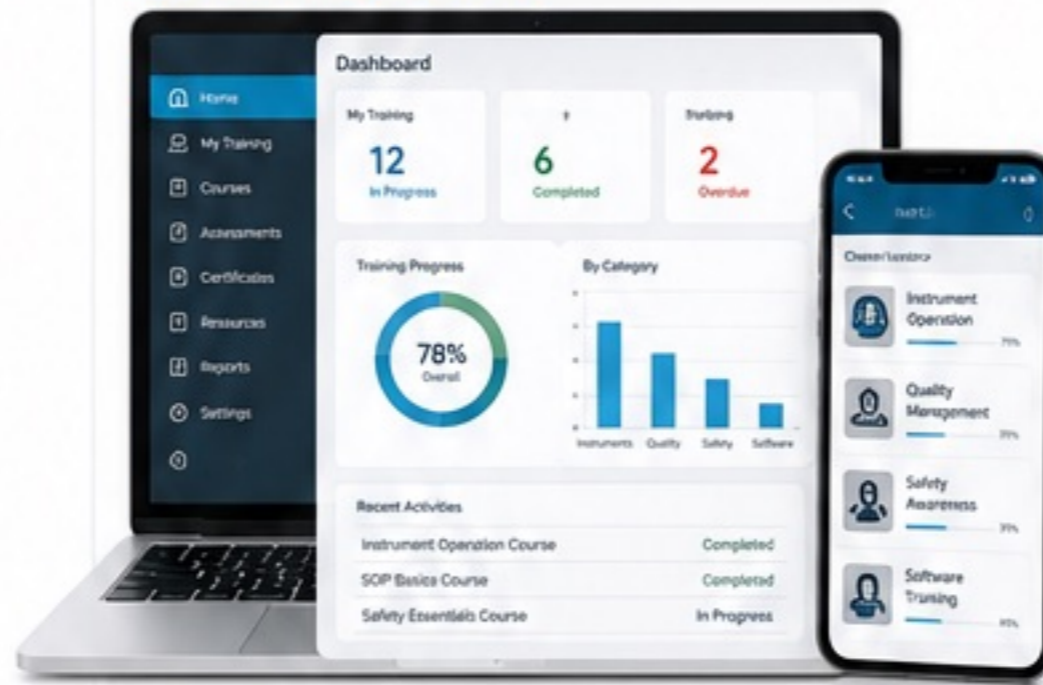 Dashboard
Home
My Training
Courses
Assessments
Certificates
Resources
Reports
Settings
My Training
12
In Progress
6
Completed
2
Overdue
Training Progress
78%
Overall
By Category
Instruments Quality Safety Software
Recent Activities
Instrument Operation Course Completed
SOP Basics Course Completed
Safety Essentials Course In Progress
Instrument
Operation
Quality
Management
Safety
Awareness
Software
Training